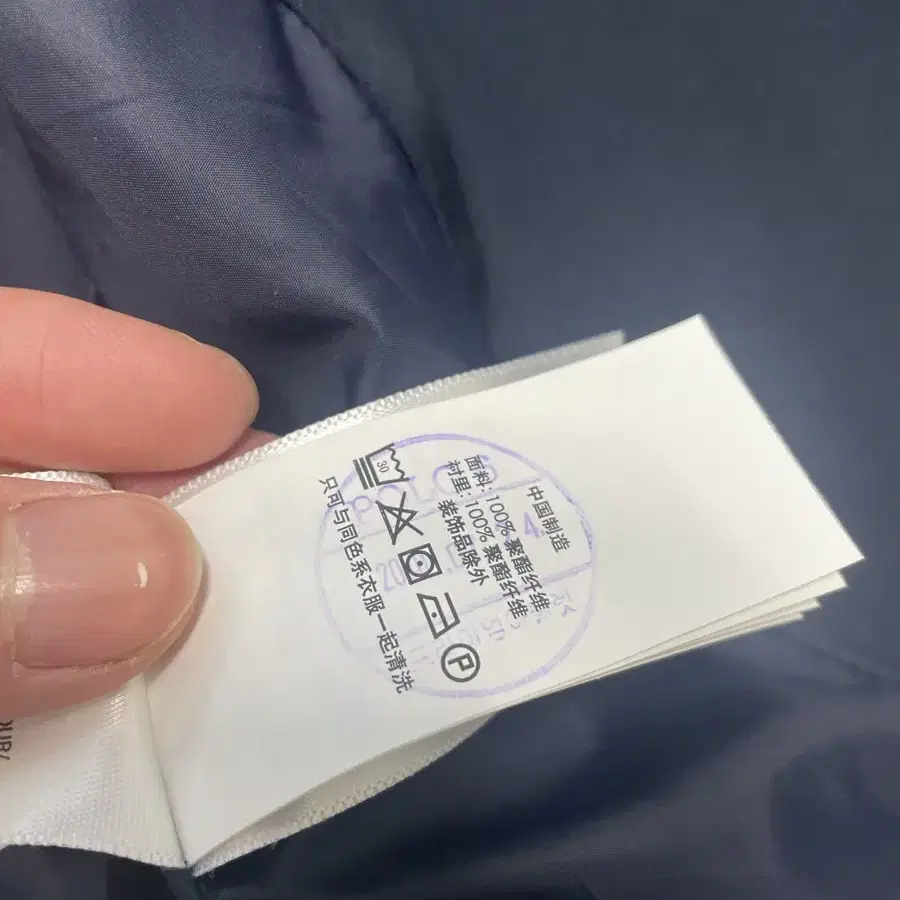 中国制造
面料: 100% 聚酯纤维
衬里: 100% 聚酯纤维
装饰品除外
30
P
只可与同色系衣服一起清洗